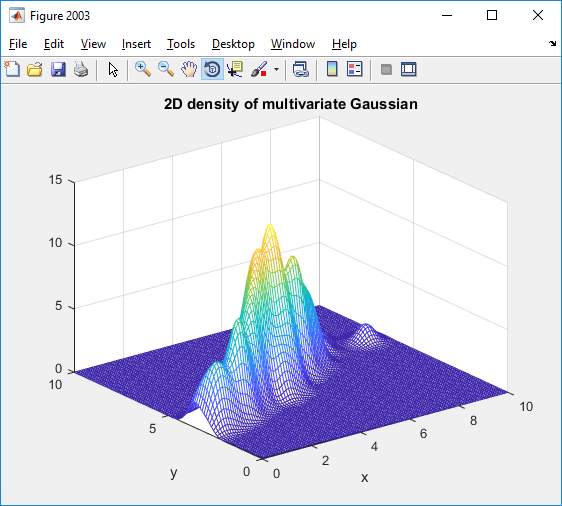 Figure 2003
File Edit View Insert Tools Desktop Window Help
2D density of multivariate Gaussian
15
10
5
0
10
5
0
y
0
2
4
6
8
10
x